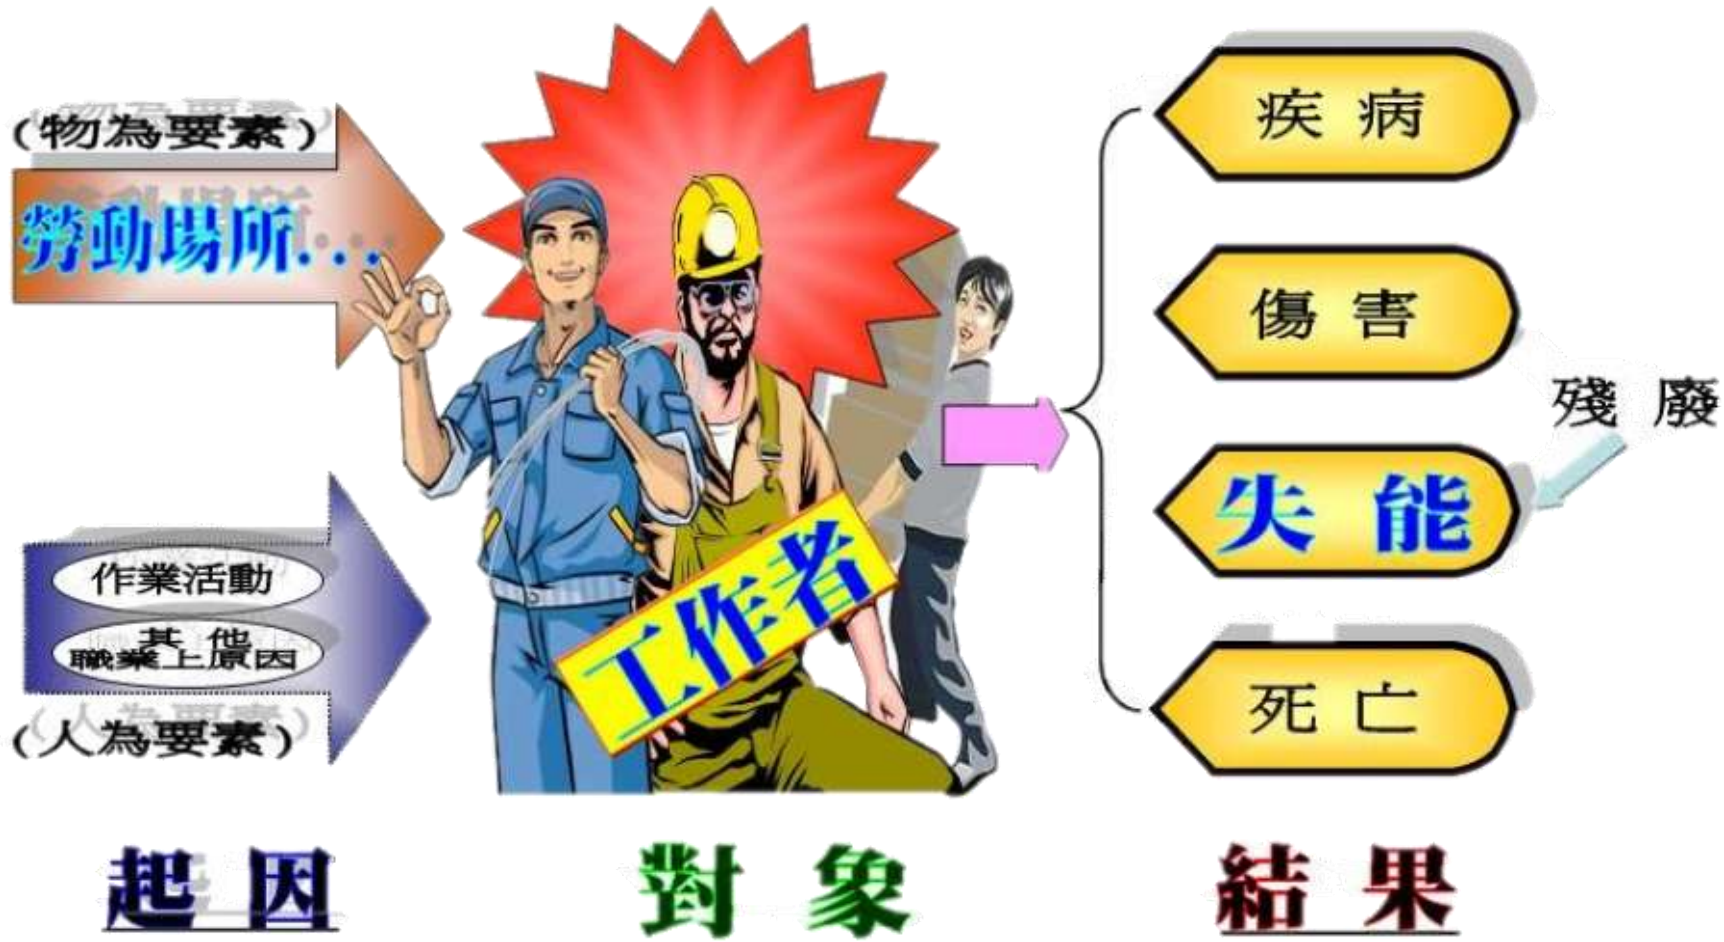 (物為要素)
勞動場所...
作業活動
其他
職業上原因
(人為要素)
工作者
疾病
傷害
殘廢
失能
死亡
起因
對象
結果